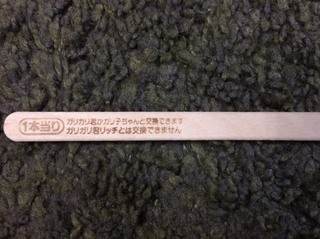 1本当り
ガリガリ君かガリ子ちゃんと交換できます
ガリガリ君リッチとは交換できません